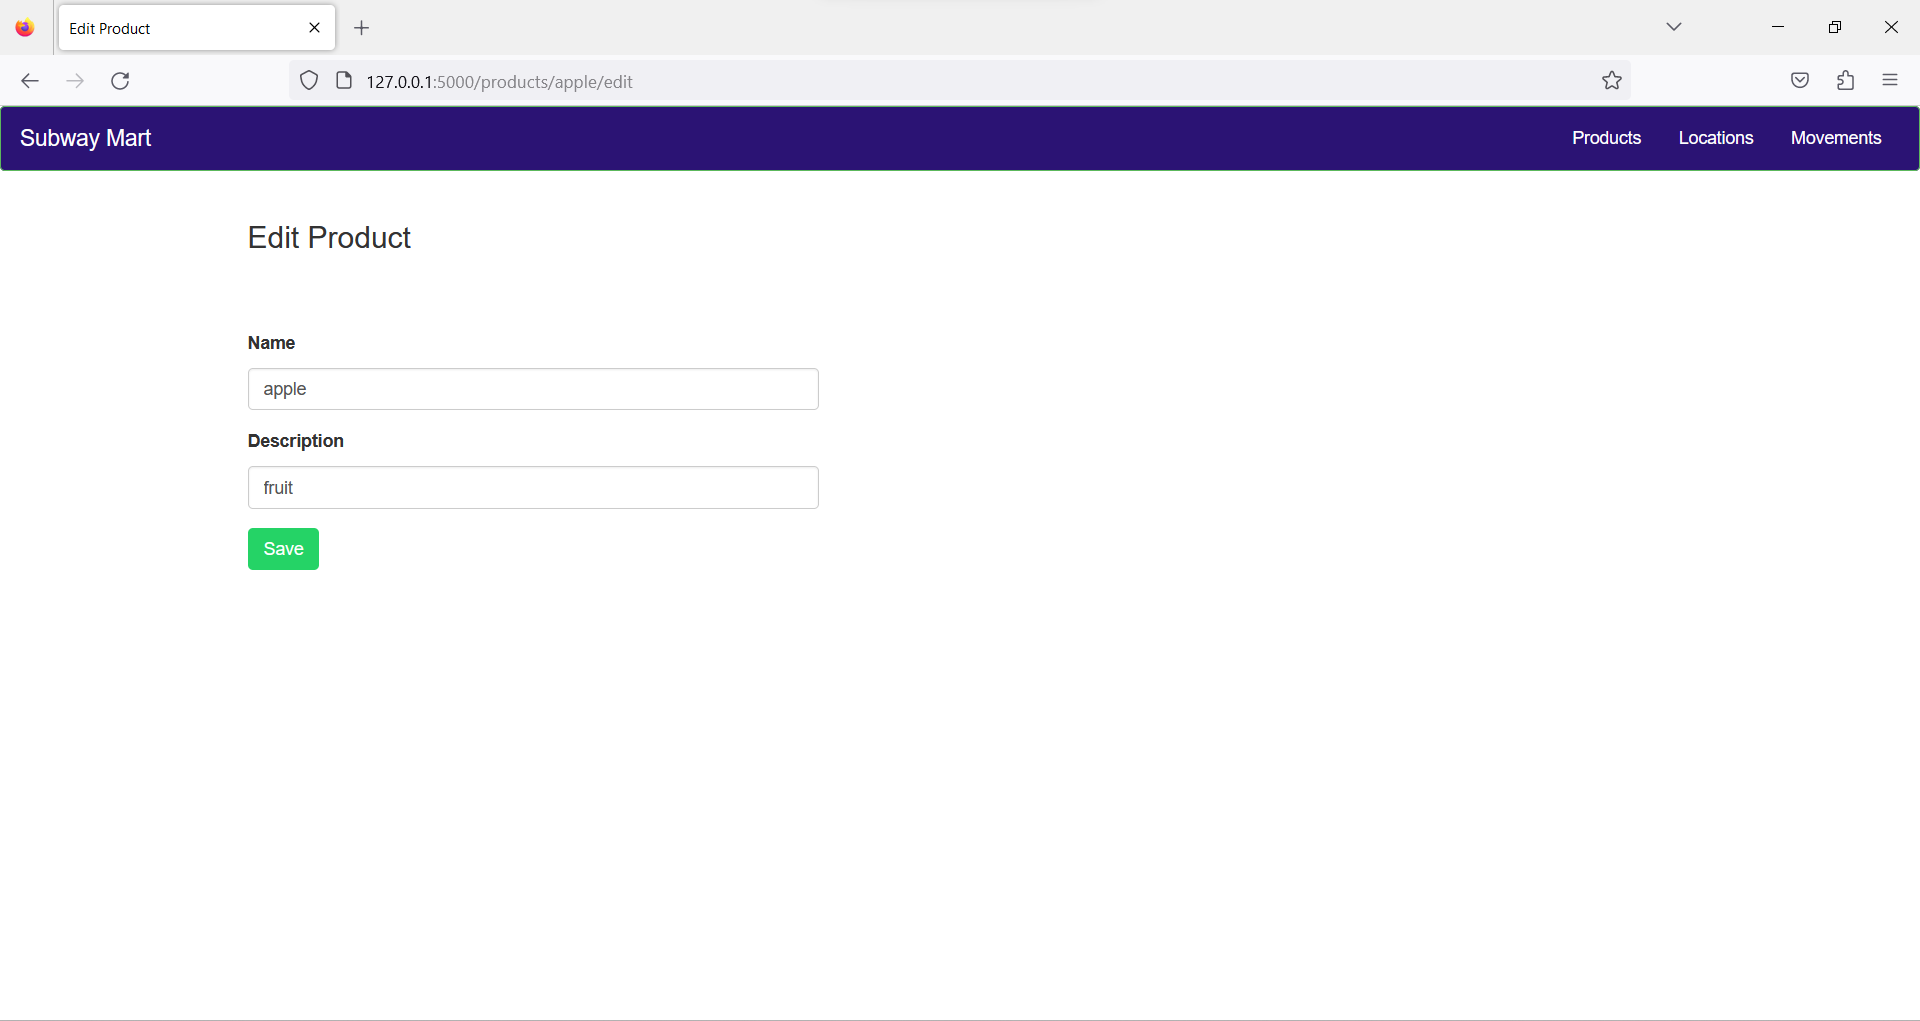 Edit Product
127.0.0.1:5000/products/apple/edit
Subway Mart
Products
Locations
Movements
Edit Product
Name
apple
Description
fruit
Save